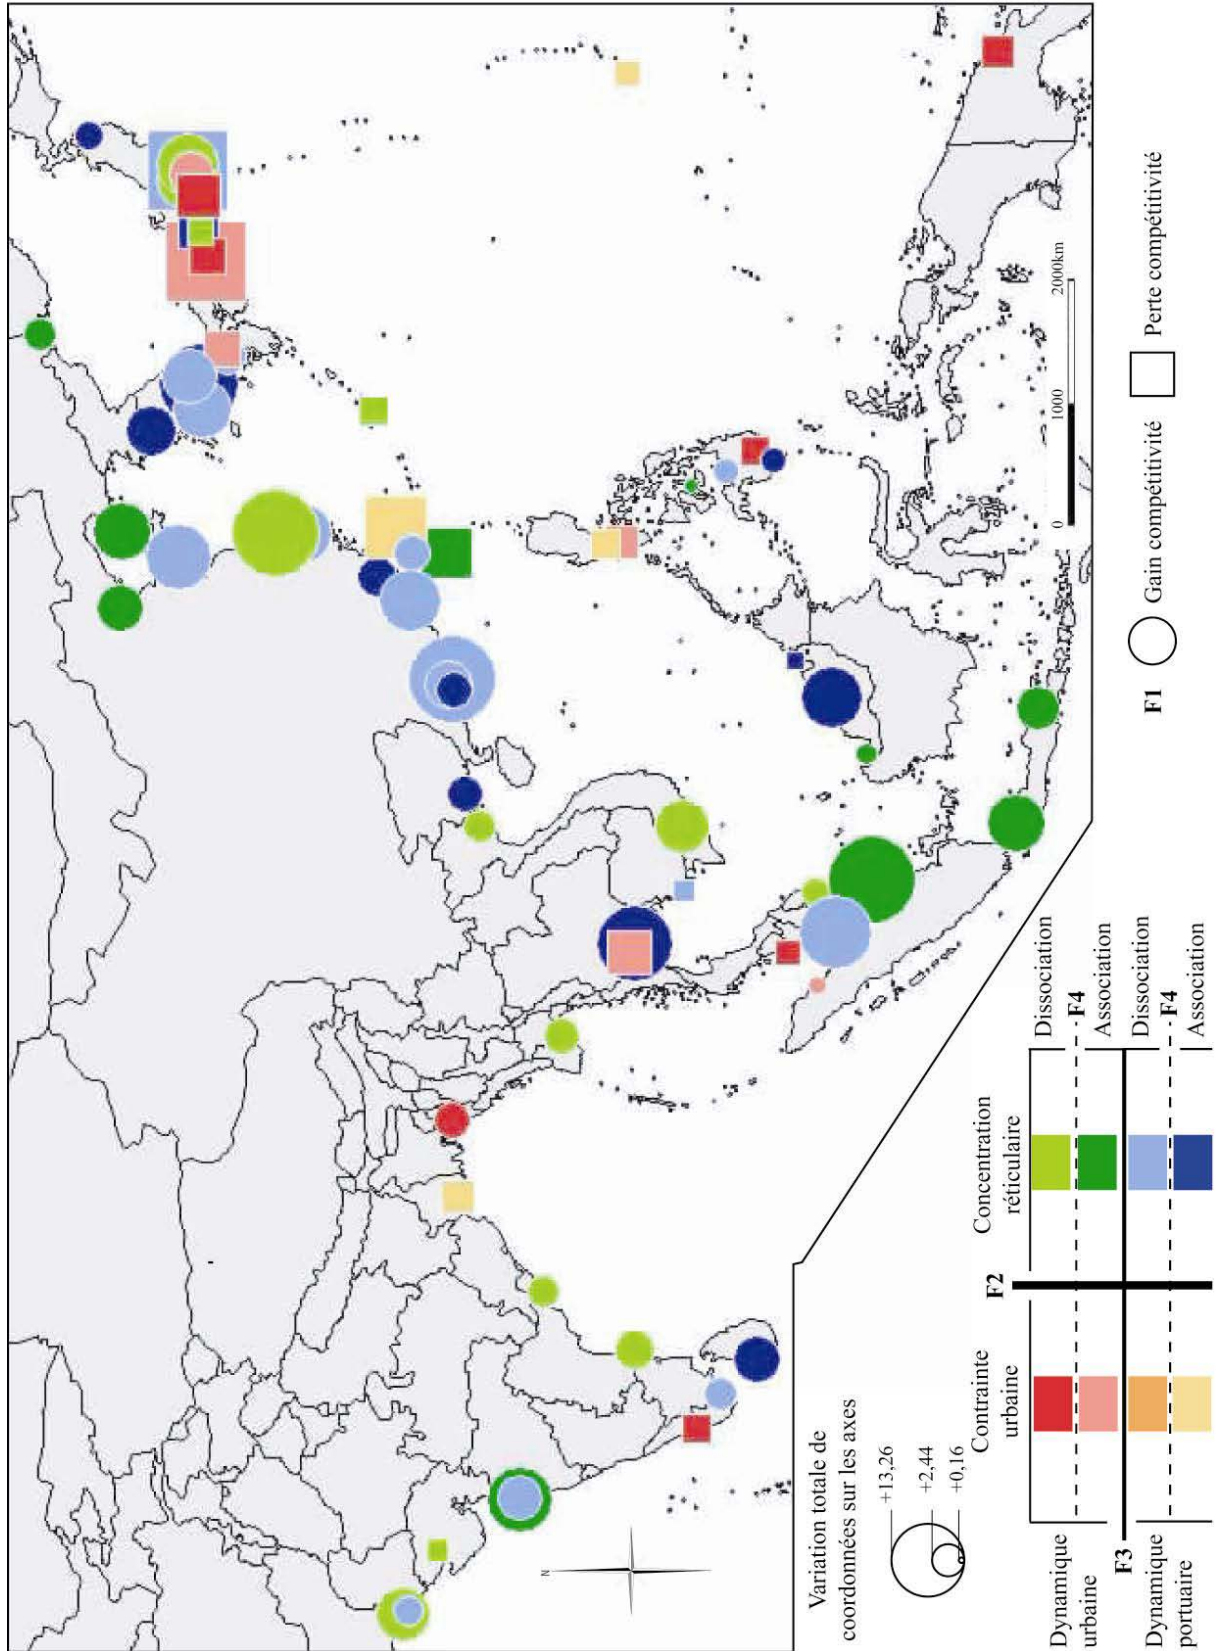 N
Variation totale de
coordonnées sur les axes
+13,26
+2,44
+0,16
F2
Contrainte
urbaine
Concentration
réticulaire
Dynamique
urbaine
F3
Dynamique
portuaire
Dissociation
F4
Association
Dissociation
F4
Association
0 1000 2000km
F1 Gain compétitivité Perte compétitivité